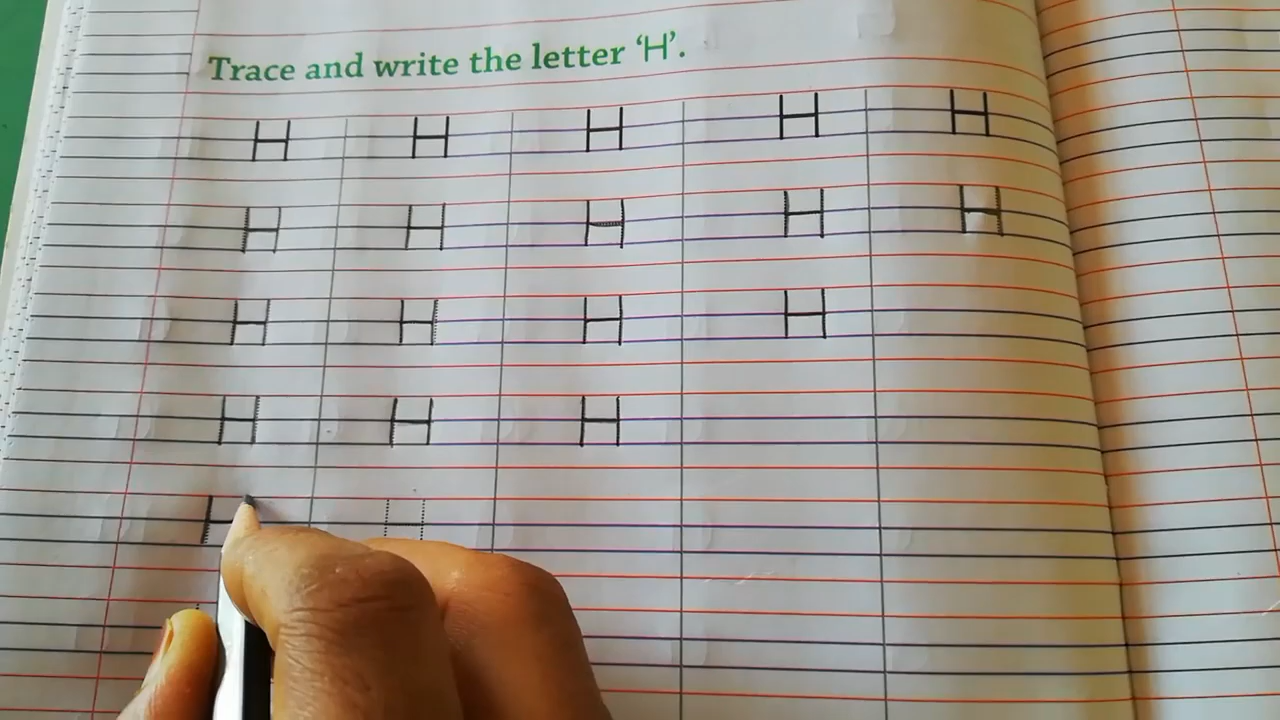 Trace and write the letter ‘H’.
H H H H H
H H H H H
H H H H
H H H
H H